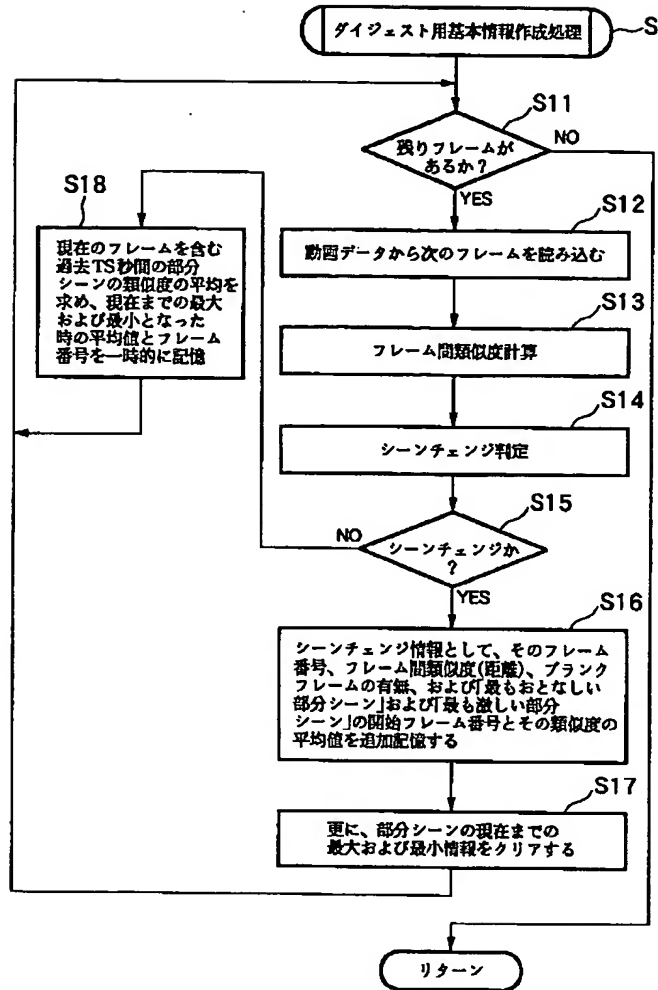 ダイジェスト用基本情報作成処理
S
S11
残りフレームが
あるか?
NO
YES
S12
動画データから次のフレームを読み込む
S13
フレーム間類似度計算
S14
シーンチェンジ判定
S15
シーンチェンジか
?
NO
YES
S18
現在のフレームを含む
過去TS秒間の部分
シーンの類似度の平均を
求め、現在までの最大
および最小となった
時の平均値とフレーム
番号を一時的に記憶
S16
シーンチェンジ情報として、そのフレーム
番号、フレーム間類似度(距離)、ブランク
フレームの有無、および「最もおとなしい
部分シーン」および「最も激しい部分
シーン」の開始フレーム番号とその類似度の
平均値を追加記憶する
S17
更に、部分シーンの現在までの
最大および最小情報をクリアする
リターン